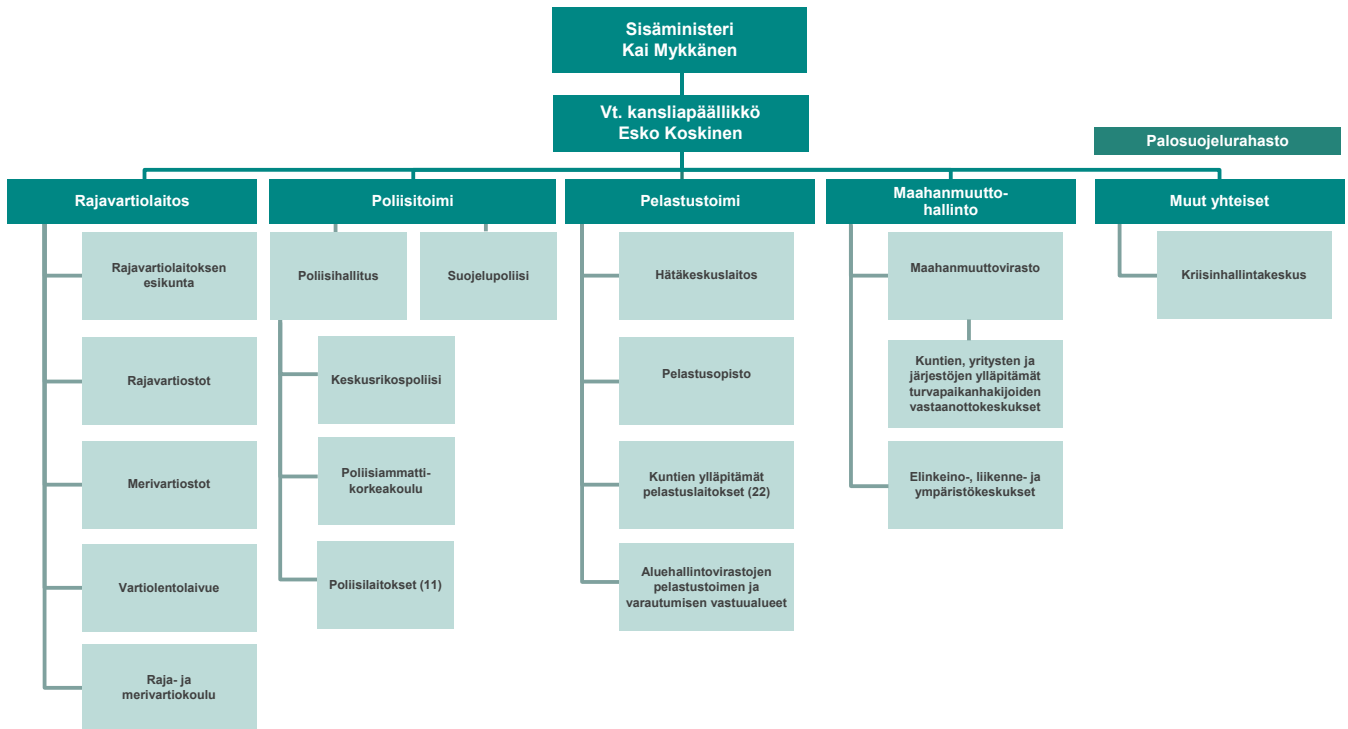 Sisäministeri
Kai Mykkänen
Vt. kansliapäällikkö
Esko Koskinen
Palosuojelurahasto
Rajavartiolaitos
Poliisitoimi
Pelastustoimi
Maahanmuutto-
hallinto
Muut yhteiset
Rajavartiolaitoksen
esikunta
Rajavartiostot
Merivartiostot
Vartiolentolaivue
Raja- ja
merivartiokoulu
Poliisihallitus
Suojelupoliisi
Keskusrikospoliisi
Poliisiammatti-
korkeakoulu
Poliisilaitokset (11)
Hätäkeskuslaitos
Pelastusopisto
Kuntien ylläpitämät
pelastuslaitokset (22)
Aluehallintovirastojen
pelastustoimen ja
varautumisen vastuualueet
Maahanmuuttovirasto
Kuntien, yritysten ja
järjestöjen ylläpitämät
turvapaikanhakijoiden
vastaanottokeskukset
Elinkeino-, liikenne- ja
ympäristökeskukset
Kriisinhallintakeskus